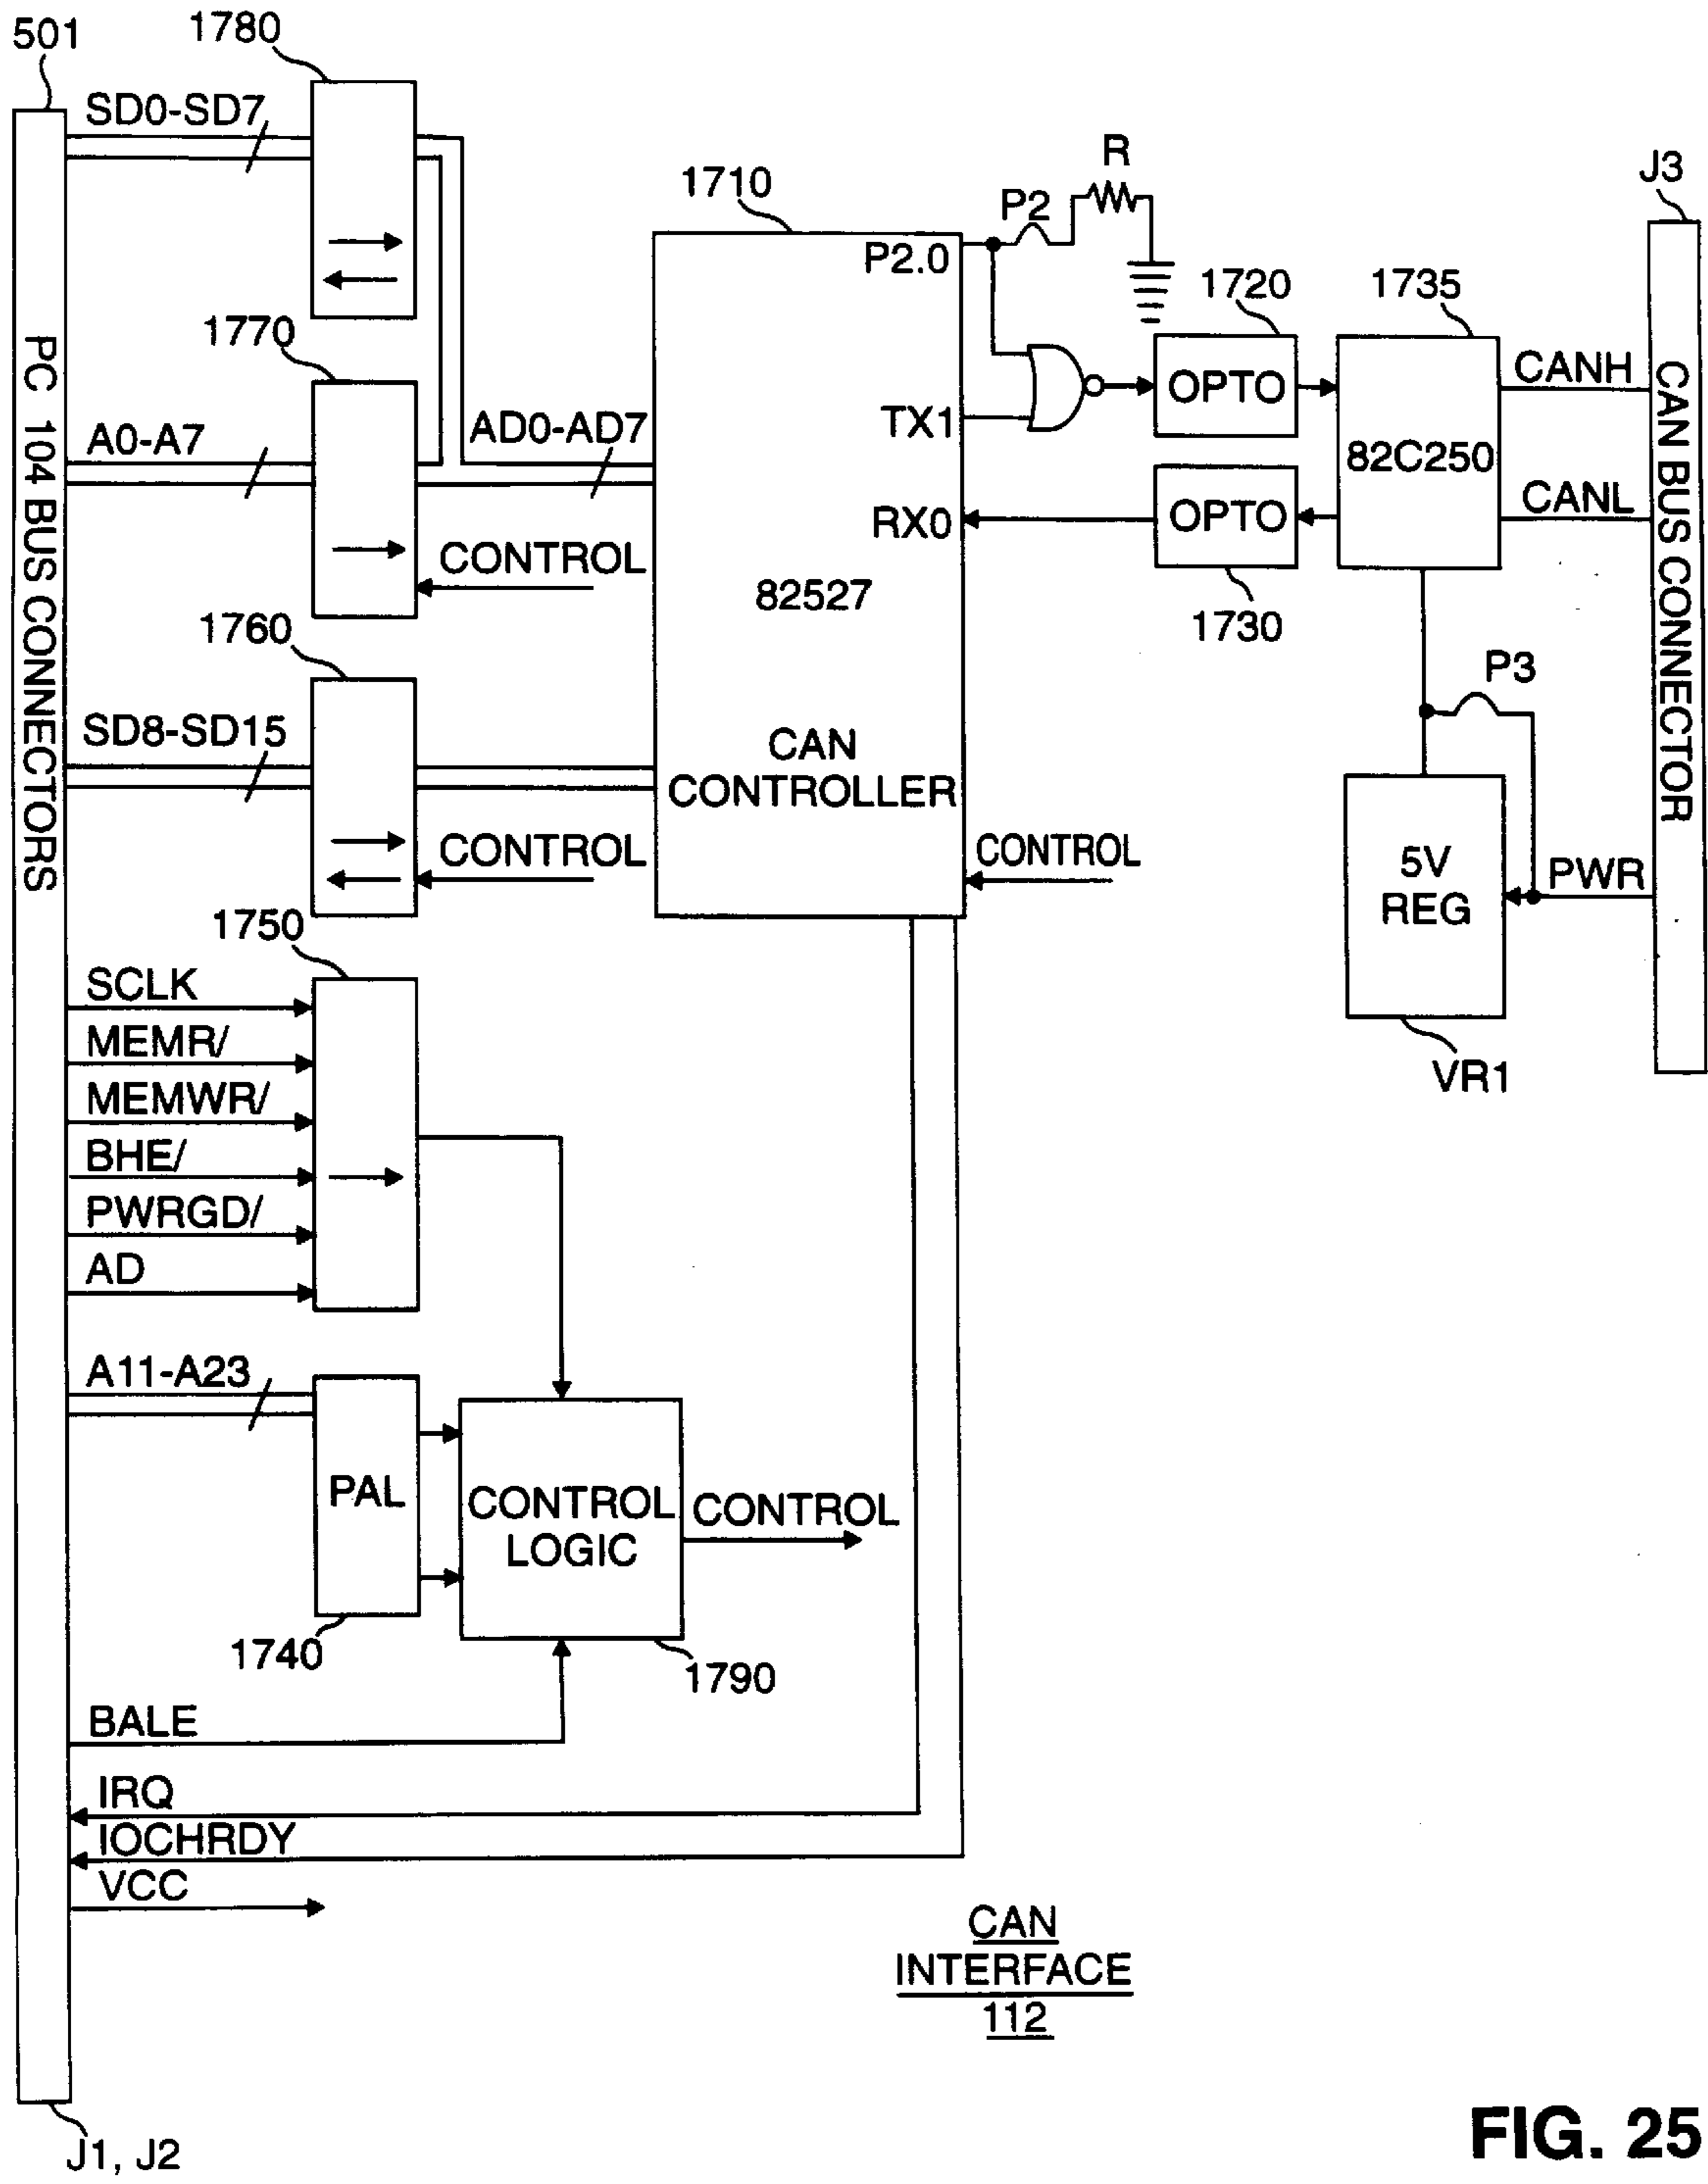 501
1780
SD0-SD7
1710
R
P2
J3
P2.0
1720
1735
1770
PC 104 BUS CONNECTORS
A0-A7
AD0-AD7
TX1
OPTO
CANH
82C250
CAN BUS CONNECTOR
RX0
OPTO
CANL
CONTROL
82527
1730
1760
P3
SD8-SD15
CAN
CONTROLLER
CONTROL
CONTROL
5V
REG
PWR
1750
SCLK
MEMR/
VR1
MEMWR/
BHE/
PWRGD/
AD
A11-A23
PAL
CONTROL
LOGIC
CONTROL
1740
1790
BALE
IRQ
IOCHRDY
VCC
CAN
INTERFACE
112
J1, J2
FIG. 25